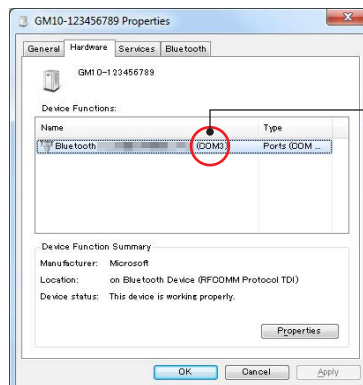 GM10-123456789 Properties
General Hardware Services Bluetooth
GM10-123456789
Device Functions:
Name Type
Bluetooth (COM3) Ports (COM ...
Device Function Summary
Manufacturer: Microsoft
Location: on Bluetooth Device (RFCOMM Protocol TDI)
Device status: This device is working properly.
Properties
OK Cancel Apply